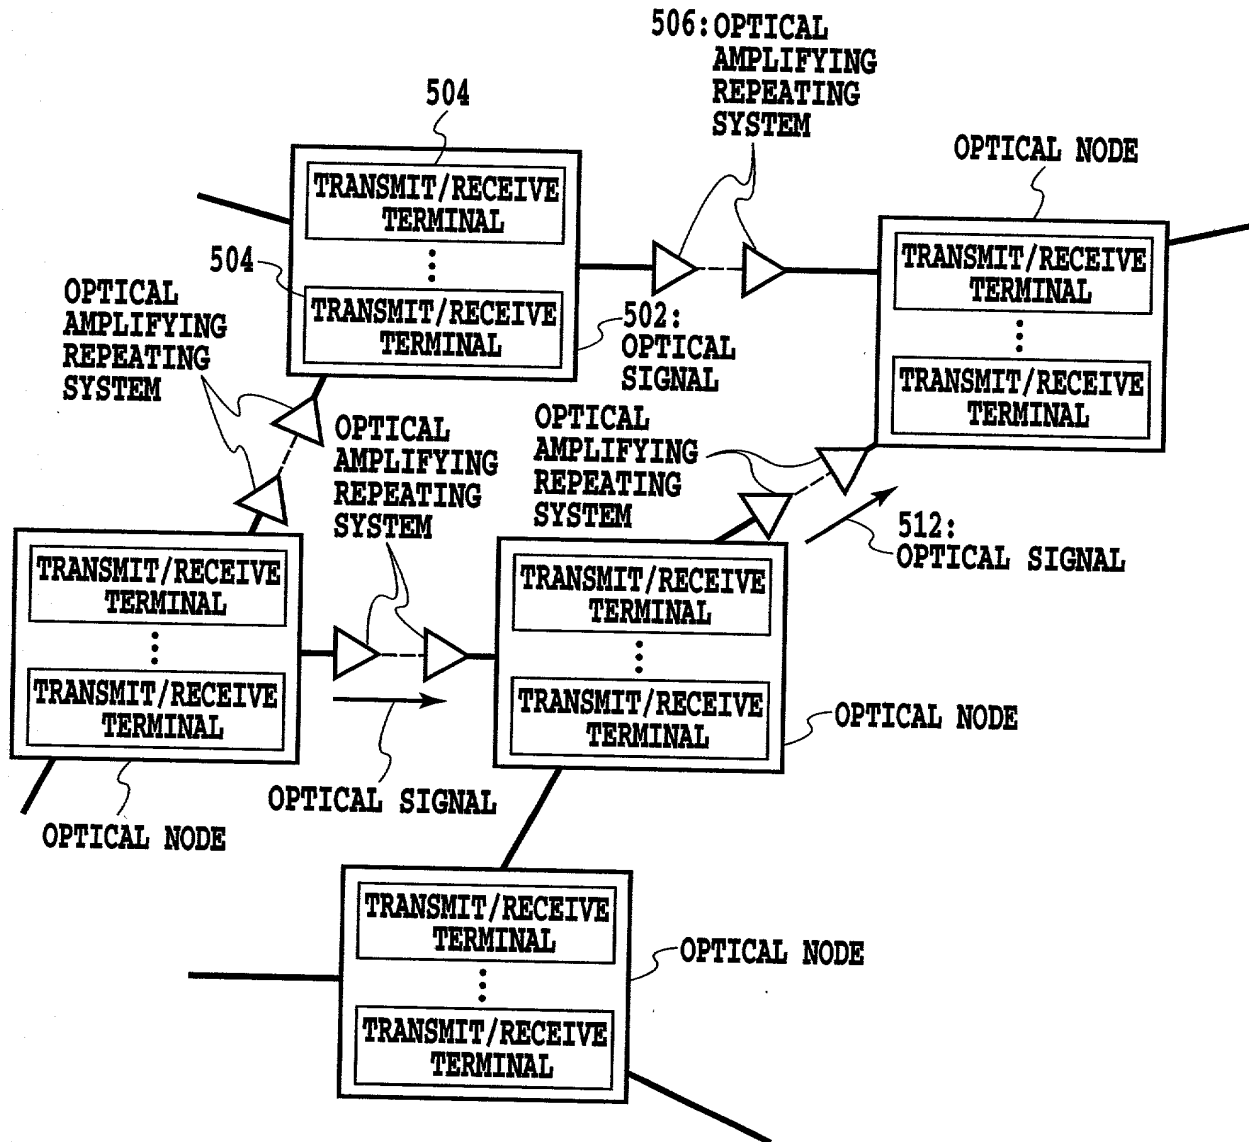 506:OPTICAL
AMPLIFYING
REPEATING
SYSTEM
504
OPTICAL NODE
TRANSMIT/RECEIVE
TERMINAL
504
TRANSMIT/RECEIVE
TERMINAL
TRANSMIT/RECEIVE
TERMINAL
TRANSMIT/RECEIVE
TERMINAL
OPTICAL
AMPLIFYING
REPEATING
SYSTEM
502:
OPTICAL
SIGNAL
OPTICAL
AMPLIFYING
REPEATING
SYSTEM
OPTICAL
AMPLIFYING
REPEATING
SYSTEM
512:
OPTICAL SIGNAL
TRANSMIT/RECEIVE
TERMINAL
TRANSMIT/RECEIVE
TERMINAL
TRANSMIT/RECEIVE
TERMINAL
TRANSMIT/RECEIVE
TERMINAL
OPTICAL NODE
OPTICAL SIGNAL
OPTICAL NODE
TRANSMIT/RECEIVE
TERMINAL
OPTICAL NODE
TRANSMIT/RECEIVE
TERMINAL